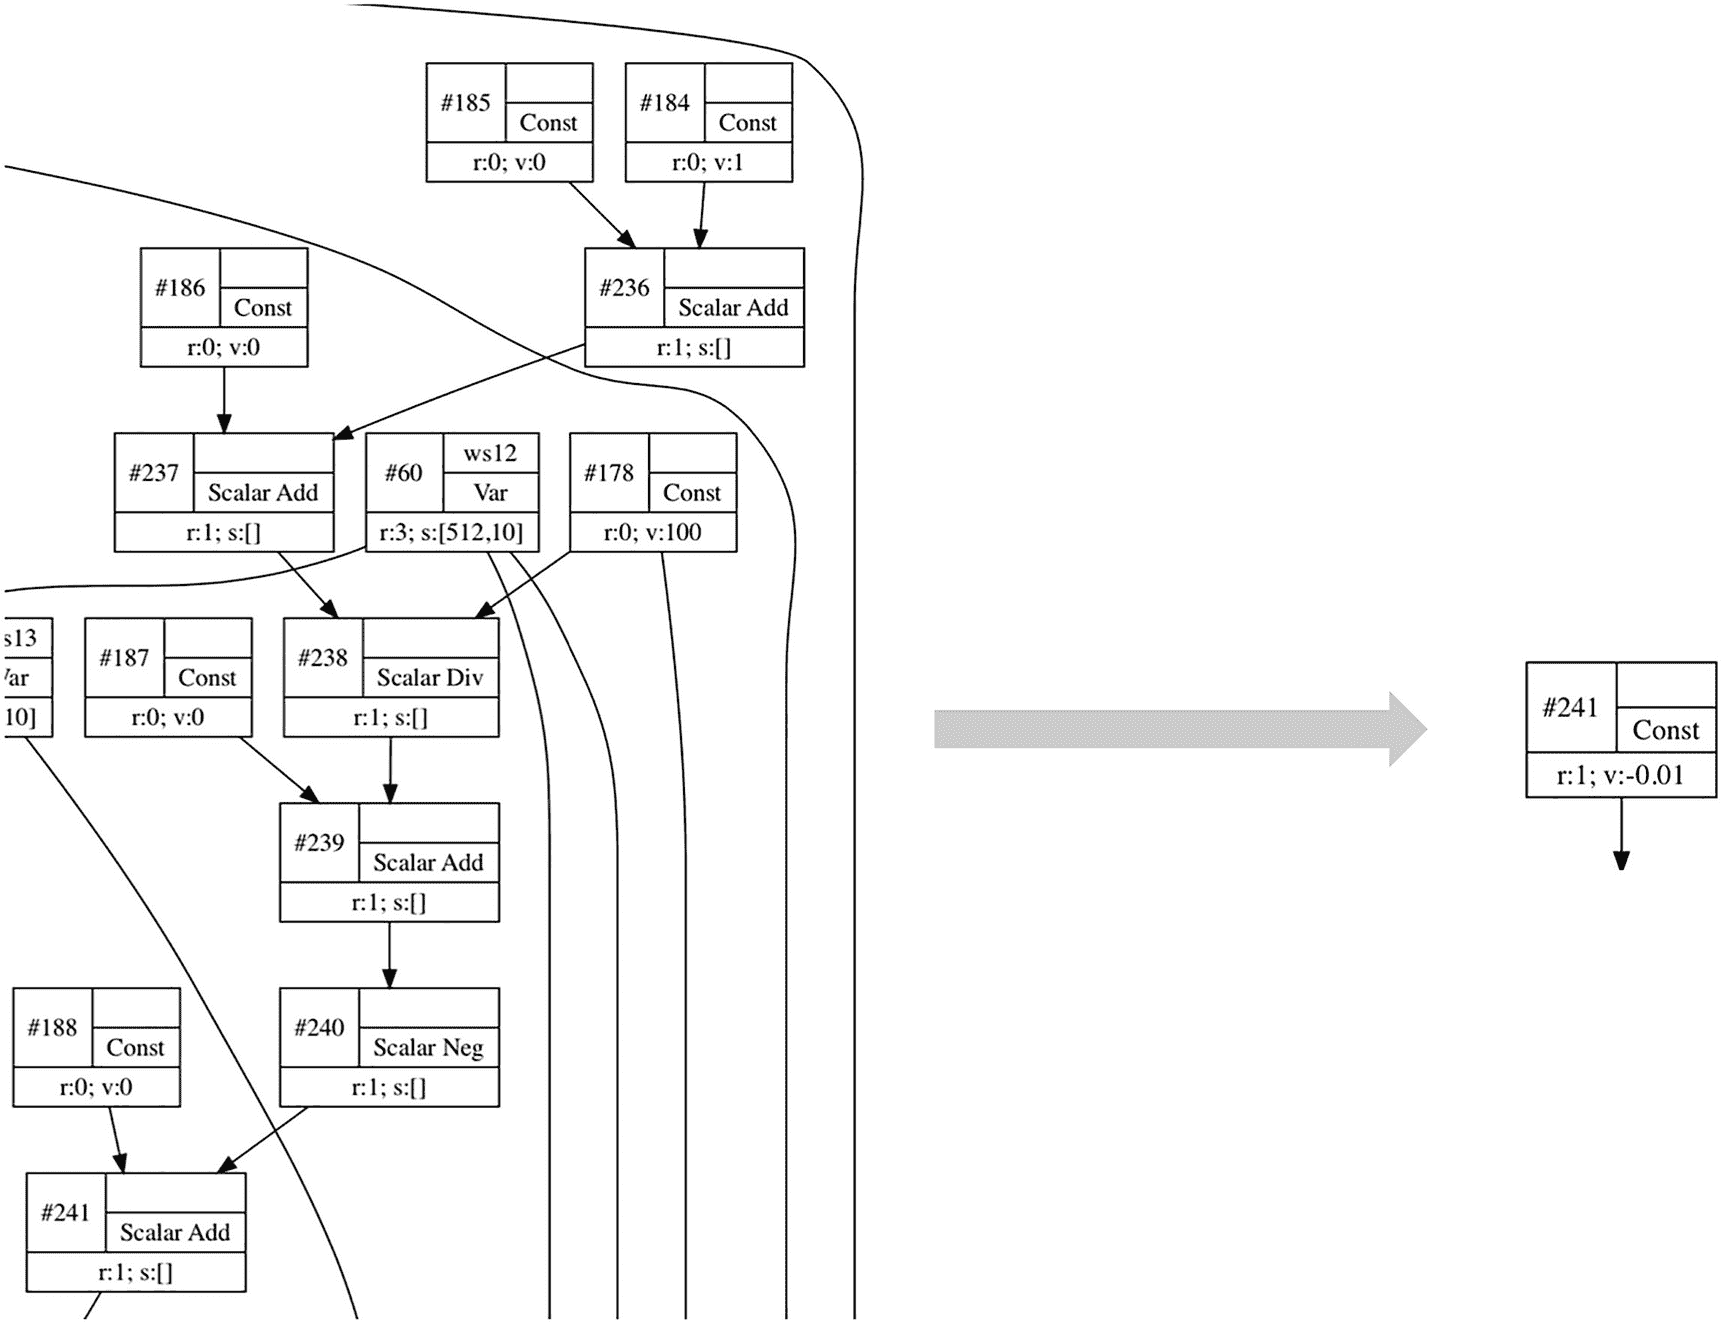 #185
Const
r:0; v:0
#184
Const
r:0; v:1
#186
Const
r:0; v:0
#236
Scalar Add
r:1; s:[]
#237
Scalar Add
r:1; s:[]
#60
ws12
Var
r:3; s:[512,10]
#178
Const
r:0; v:100
s13
Var
10]
#187
Const
r:0; v:0
#238
Scalar Div
r:1; s:[]
#239
Scalar Add
r:1; s:[]
#188
Const
r:0; v:0
#240
Scalar Neg
r:1; s:[]
#241
Scalar Add
r:1; s:[]
#241
Const
r:1; v:-0.01